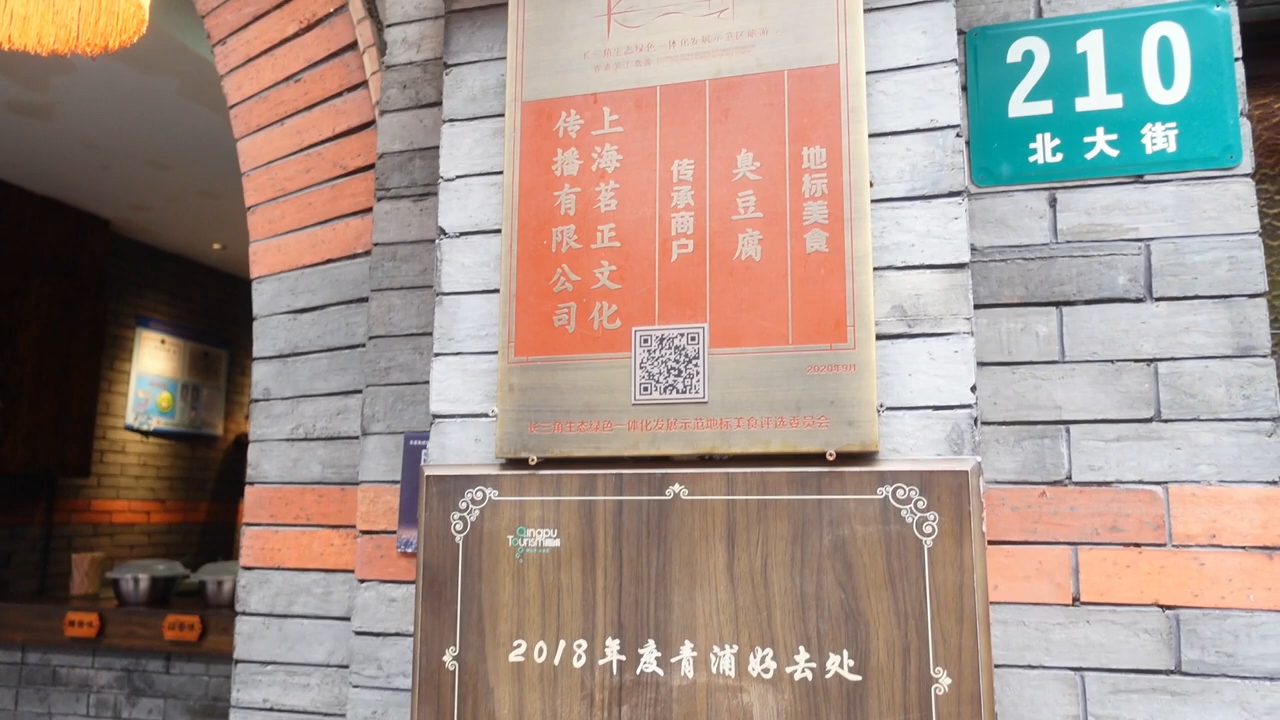 长三角生态绿色一体化发展示范区旅游
地标美食
臭豆腐
传承商户
上海茗正文化
传播有限公司
2020年9月
长三角生态绿色一体化发展示范地标美食评选委员会
210
北大街
Qingpu
Tourism
2018年度青浦好去处